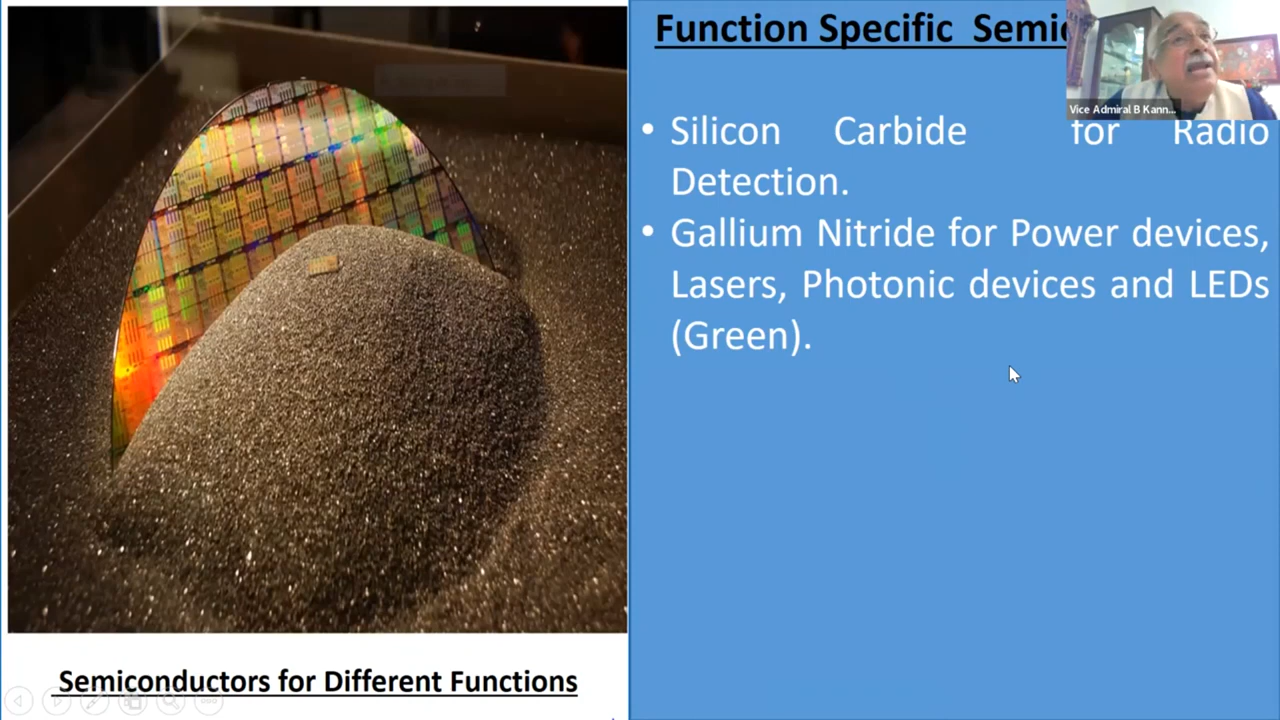 Function Specific Semic
Vice Admiral B Kann...
Silicon Carbide for Radio
Detection.
Gallium Nitride for Power devices,
Lasers, Photonic devices and LEDs
(Green).
Semiconductors for Different Functions